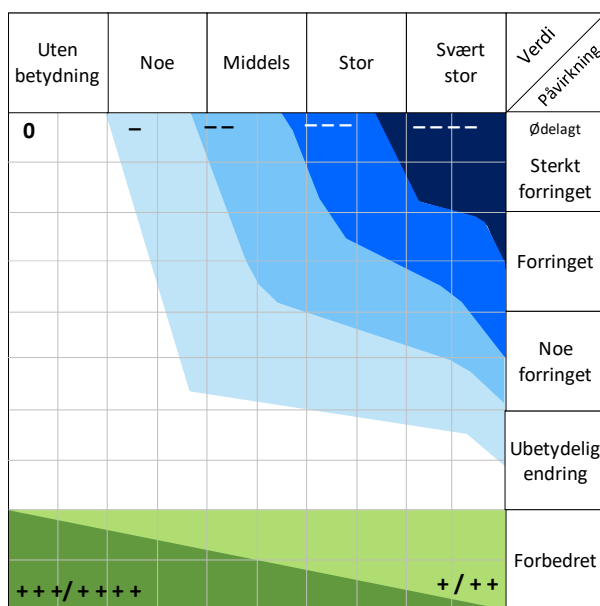 Uten
betydning
Noe
Middels
Stor
Svært
stor
Verdi
Påvirkning
0
–
– –
– – –
– – – –
Ødelagt
Sterkt
forringet
Forringet
Noe
forringet
Ubetydelig
endring
Forbedret
+ + +/+ + + +
+ / + +